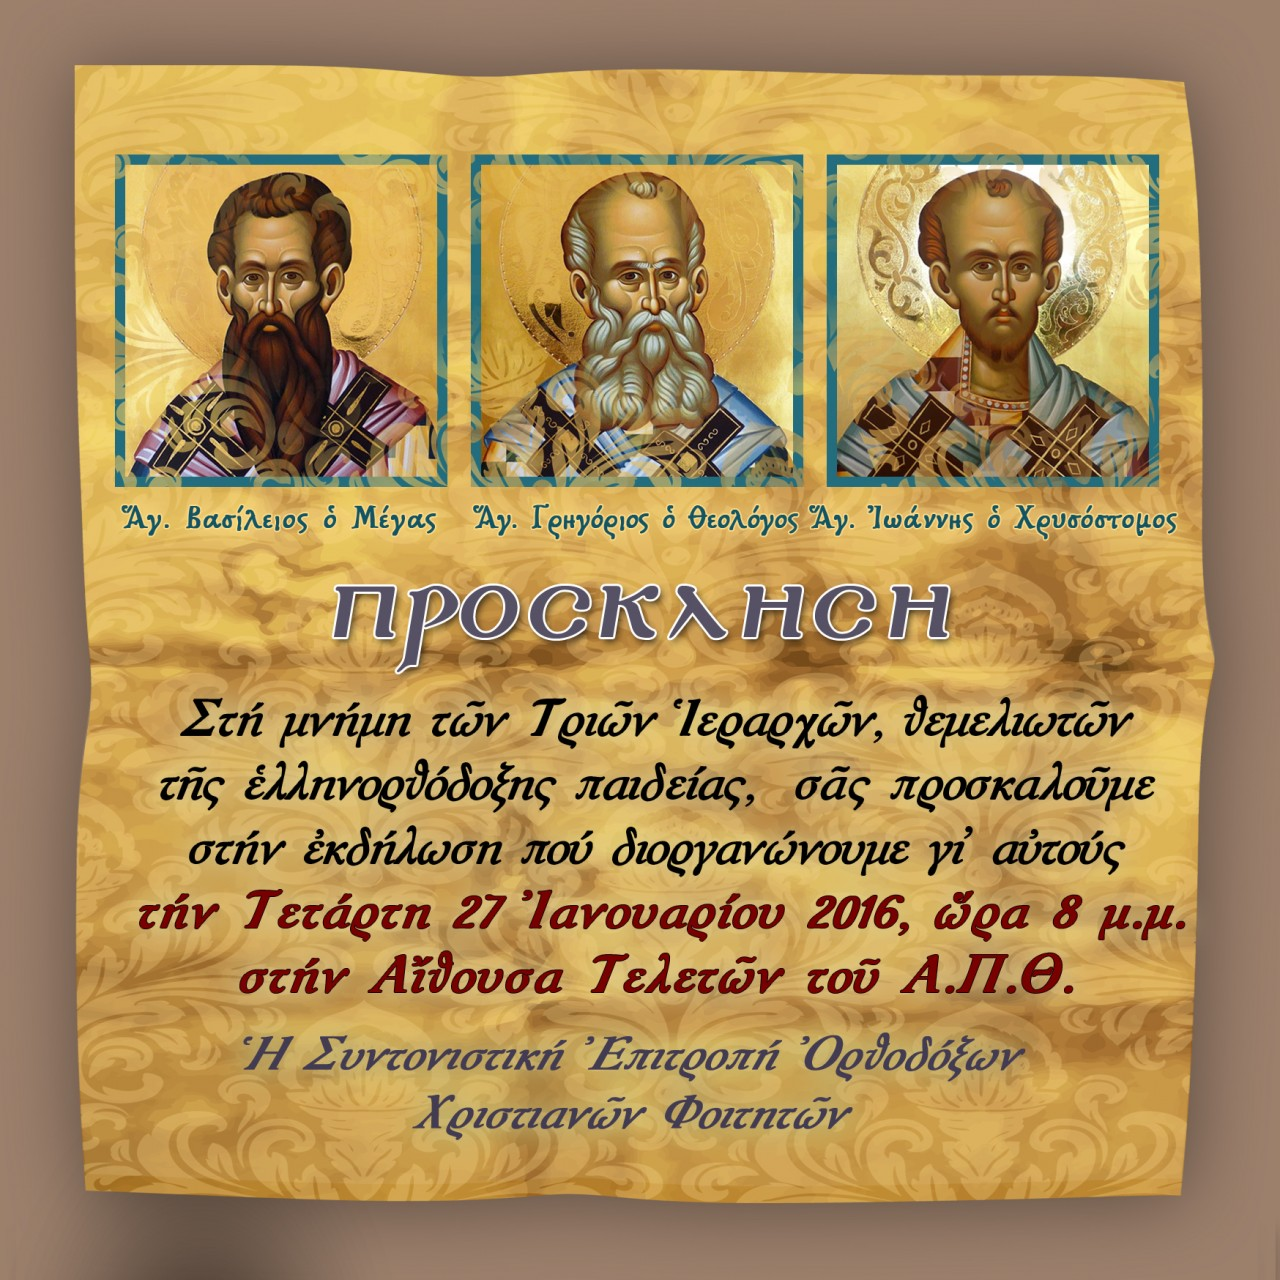 Ἅγ. Βασίλειος ὁ Μέγας
Ἅγ. Γρηγόριος ὁ Θεολόγος
Ἅγ. Ἰωάννης ὁ Χρυσόστομος
ΠΡΟΣΚΛΗΣΗ
Στή μνήμη τῶν Τριῶν Ἱεραρχῶν, θεμελιωτῶν
τῆς ἑλληνορθόδοξης παιδείας, σᾶς προσκαλοῦμε
στήν ἐκδήλωση πού διοργανώνουμε γι' αὐτούς
τήν Τετάρτη 27 Ἰανουαρίου 2016, ὥρα 8 μ.μ.
στήν Αἴθουσα Τελετῶν τοῦ Α.Π.Θ.
Ἡ Συντονιστική Ἐπιτροπή Ὀρθοδόξων
Χριστιανῶν Φοιτητῶν